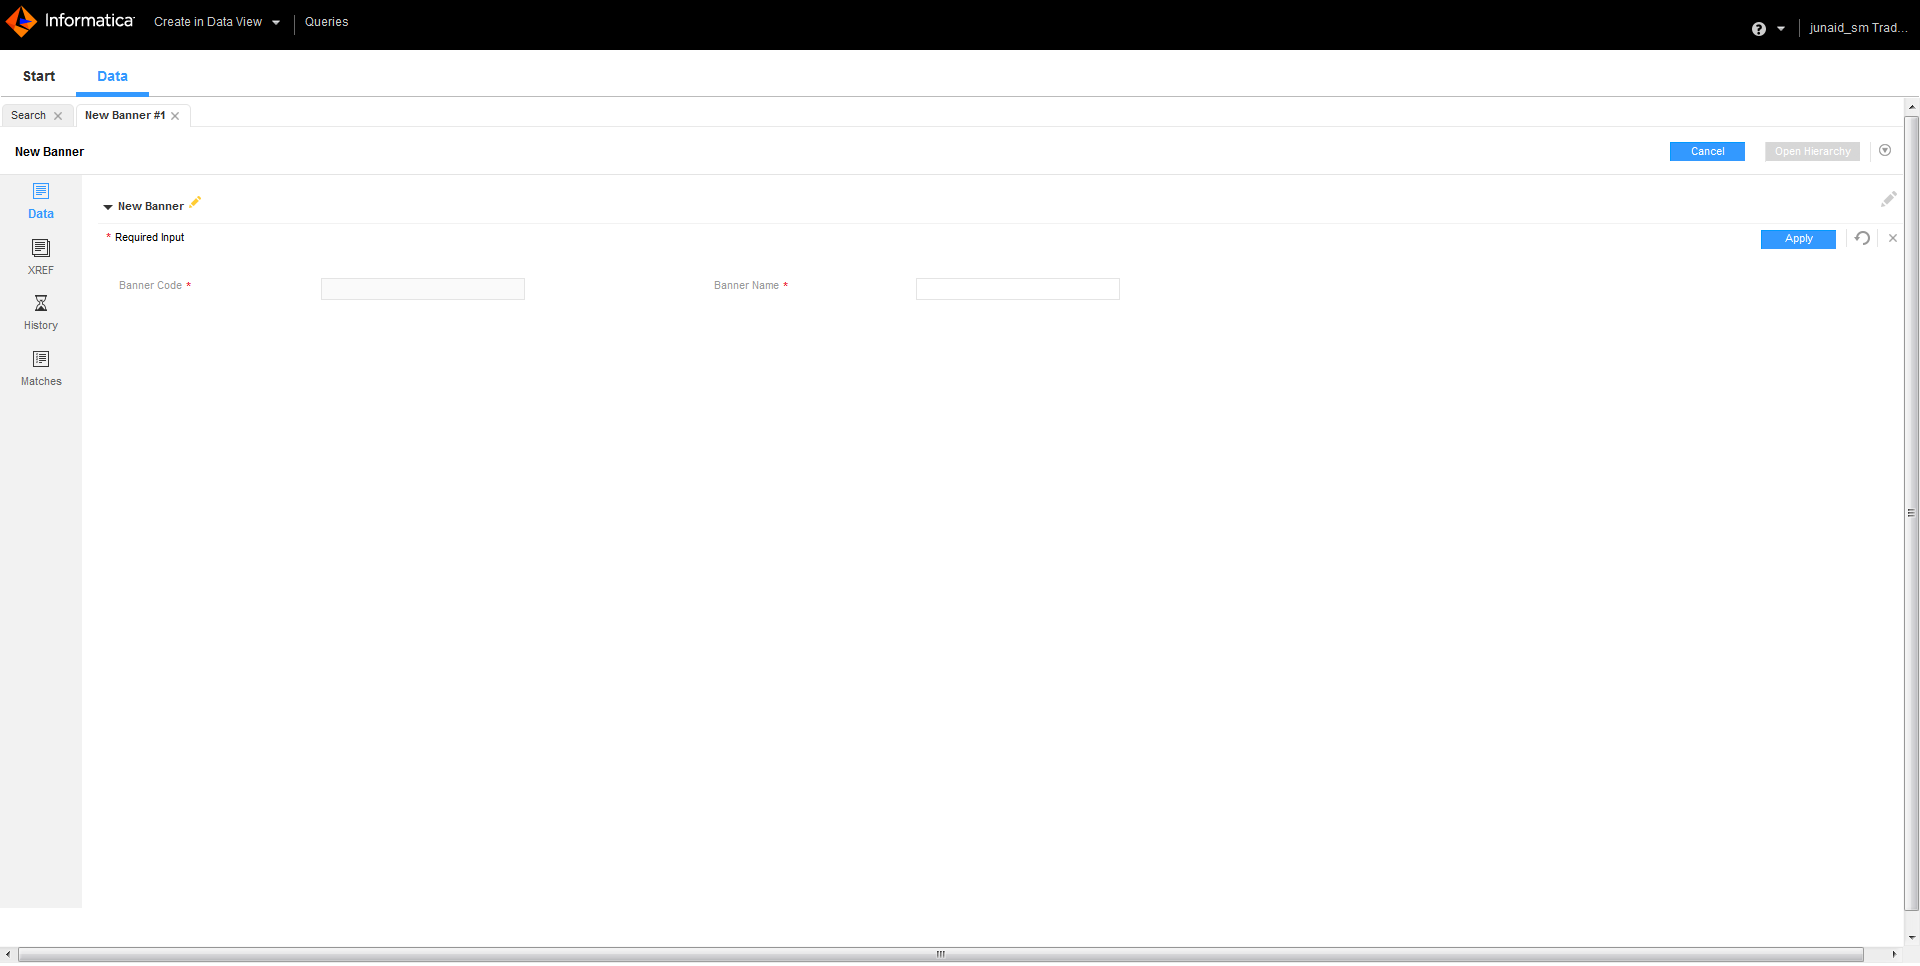 Informatica Create in Data View Queries junaid_sm Trad...
Start Data
Search New Banner #1
New Banner Cancel Open Hierarchy
Data
XREF
History
Matches
New Banner
* Required Input Apply
Banner Code * Banner Name *